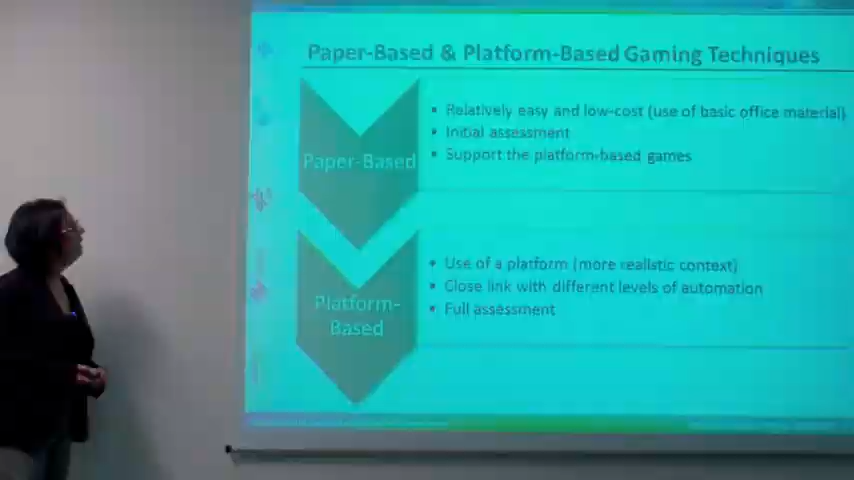 Paper-Based & Platform-Based Gaming Techniques
Paper-Based
• Relatively easy and low-cost (use of basic office material)
• Initial assessment
• Support the platform-based games
Platform-
Based
• Use of a platform (more realistic context)
• Close link with different levels of automation
• Full assessment